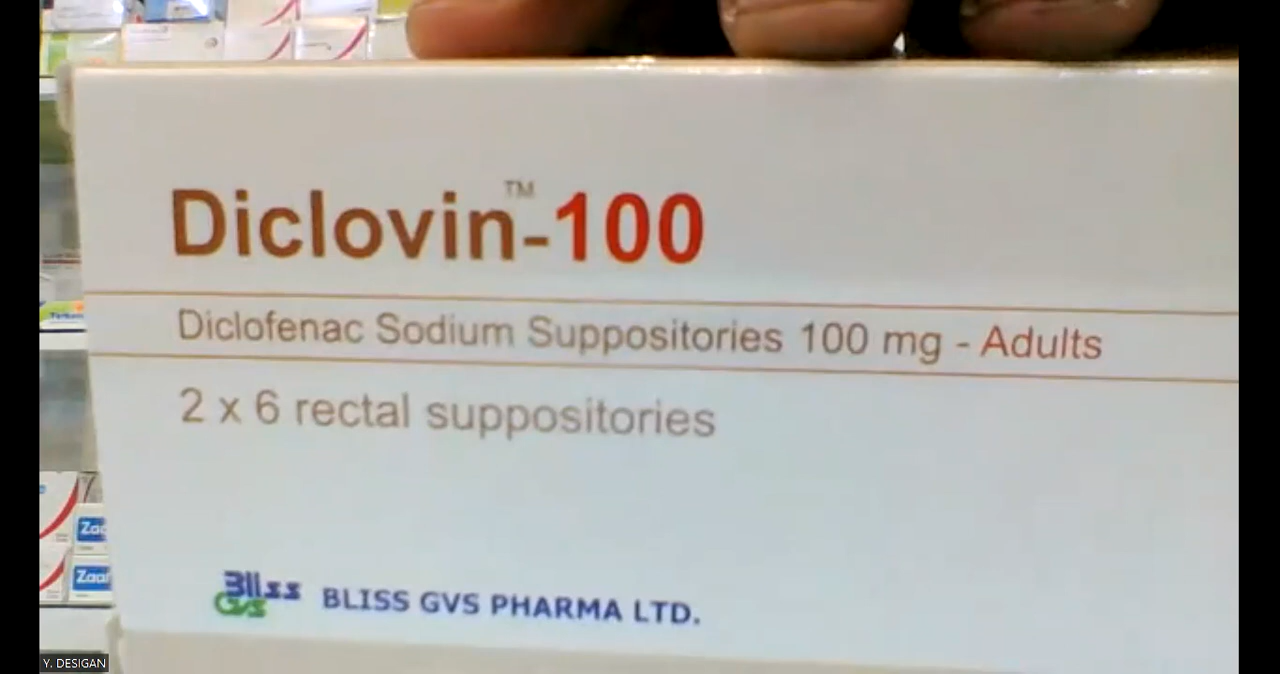 Diclovin™-100
Diclofenac Sodium Suppositories 100 mg - Adults
2 x 6 rectal suppositories
Bliss
GVS
BLISS GVS PHARMA LTD.
Y. DESIGAN